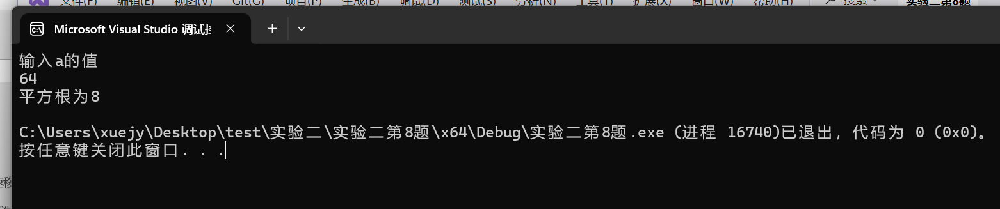 文件(F) 编辑(E) 视图(V) Git(G) 项目(P) 生成(B) 调试(D) 测试(S) 分析(N) 工具(T) 扩展(X) 窗口(W) 帮助(H) 搜索 实验二第8题
Microsoft Visual Studio 调试
输入a的值
64
平方根为8
C:\Users\xuejy\Desktop\test\实验二\实验二第8题\x64\Debug\实验二第8题.exe (进程 16740)已退出，代码为 0 (0x0)。
按任意键关闭此窗口. . .